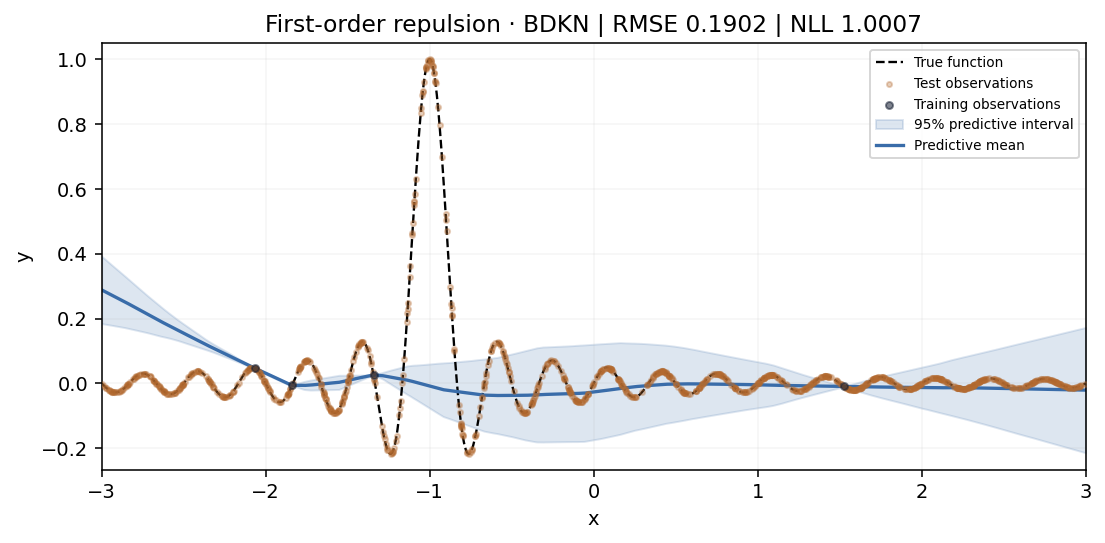 First-order repulsion · BDKN | RMSE 0.1902 | NLL 1.0007
True function
Test observations
Training observations
95% predictive interval
Predictive mean
1.0
0.8
0.6
0.4
0.2
0.0
−0.2
y
−3
−2
−1
0
1
2
3
x